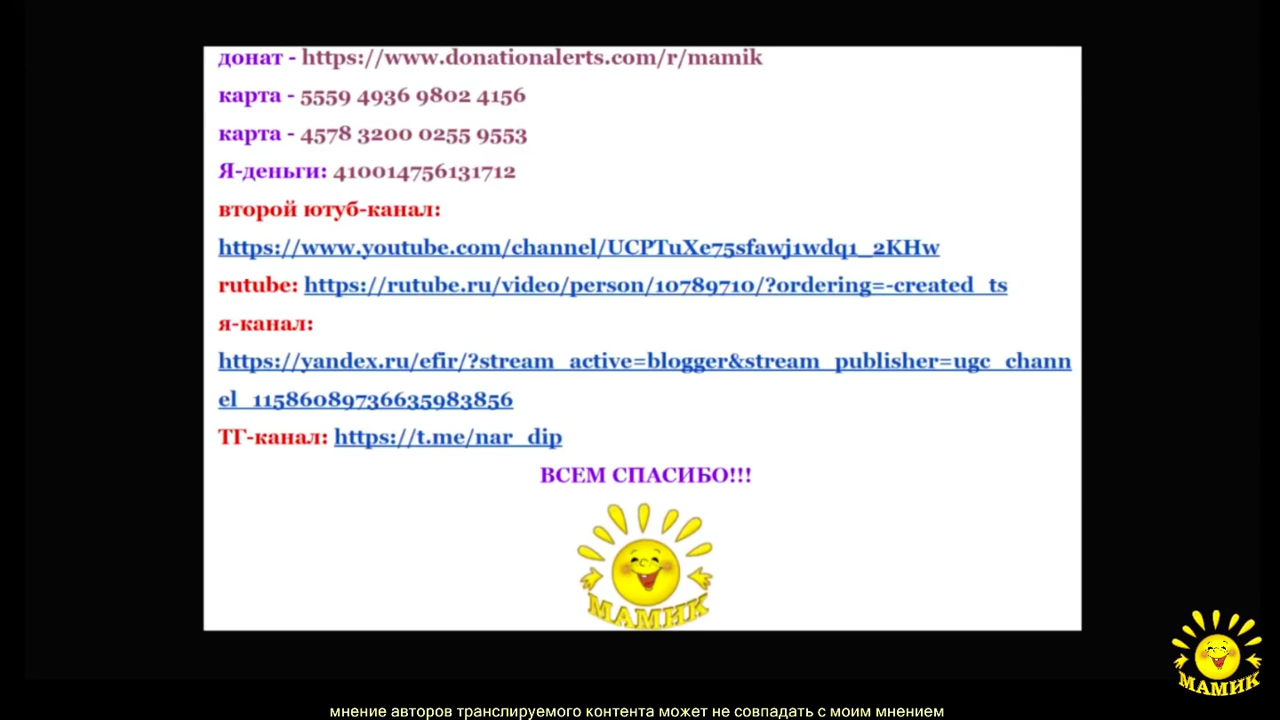 донат - https://www.donationalerts.com/r/mamik
карта - 5559 4936 9802 4156
карта - 4578 3200 0255 9553
Я-деньги: 410014756131712
второй ютуб-канал:
https://www.youtube.com/channel/UCPTuXe75sfawj1wdq1_2KHw
rutube: https://rutube.ru/video/person/10789710/?ordering=-created_ts
я-канал:
https://yandex.ru/efir/?stream_active=blogger&stream_publisher=ugc_chann
el_11586089736635983856
ТГ-канал: https://t.me/nar_dip
ВСЕМ СПАСИБО!!!
МАМИК
МАМИК
мнение авторов транслируемого контента может не совпадать с моим мнением